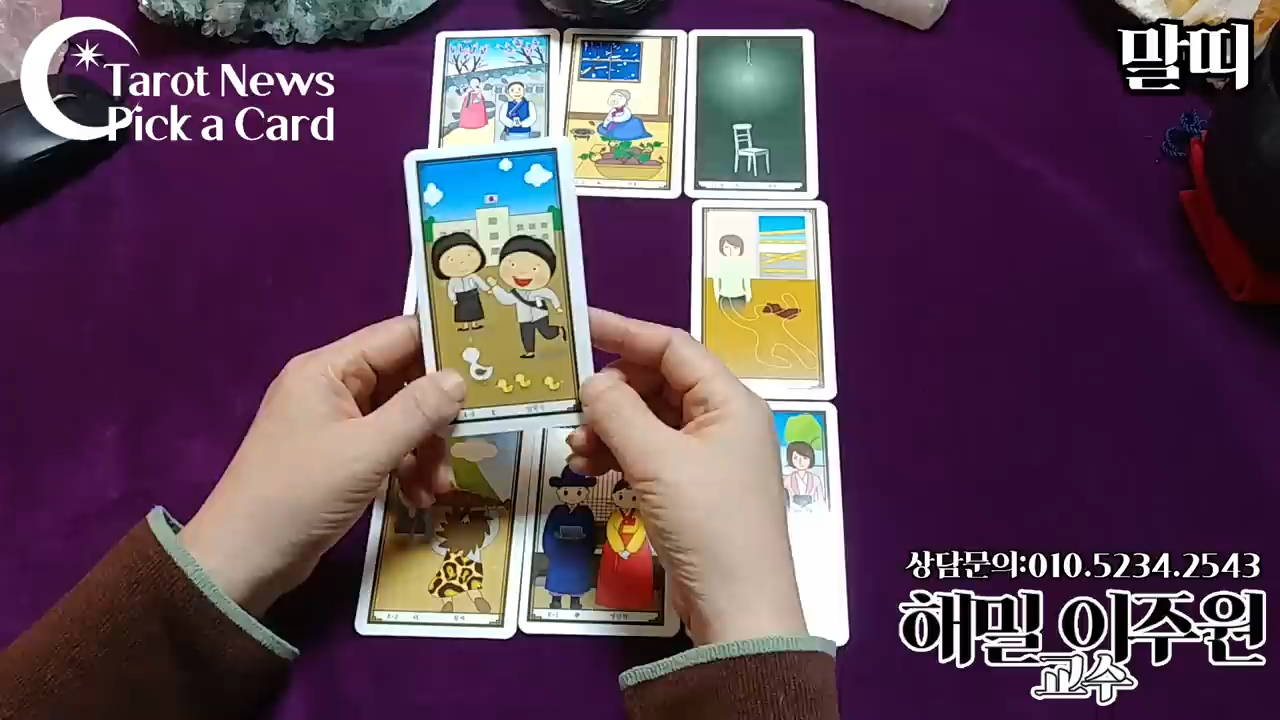 Tarot News
Pick a Card
말띠
상담문의:010.5234.2543
해밀 이주원
교수